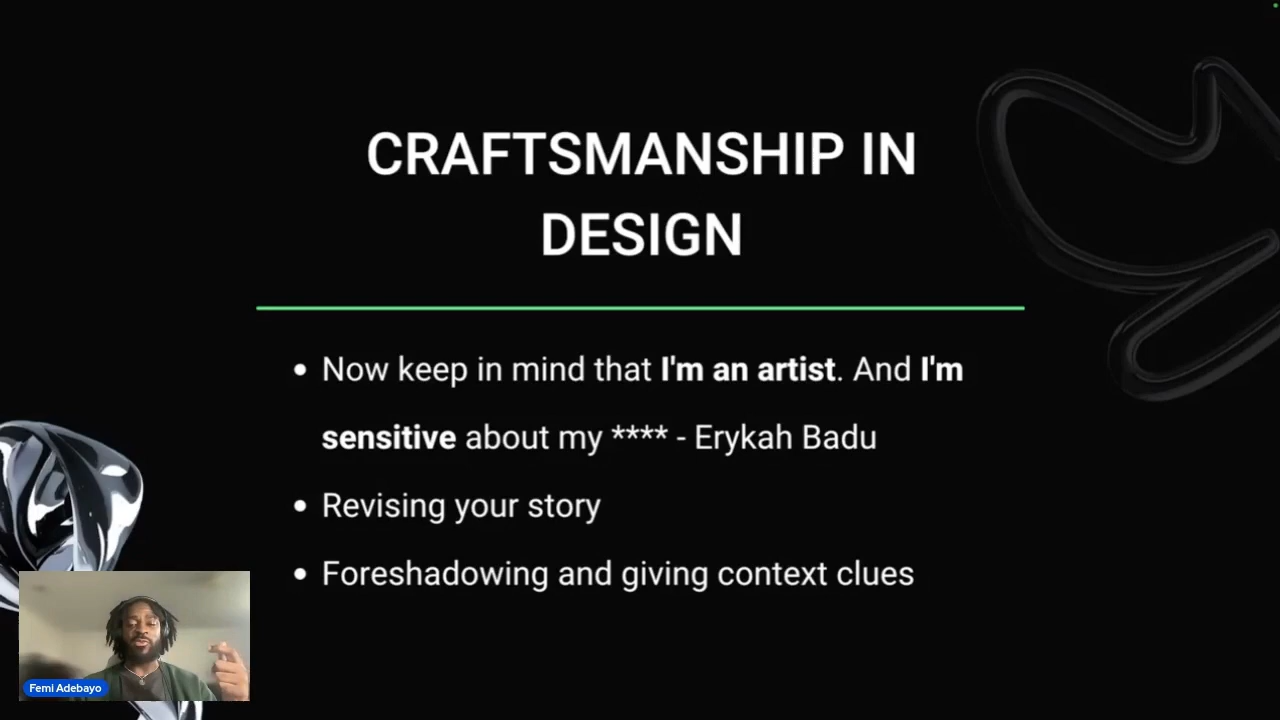 CRAFTSMANSHIP IN
DESIGN
• Now keep in mind that I'm an artist. And I'm
sensitive about my **** - Erykah Badu
• Revising your story
• Foreshadowing and giving context clues
Femi Adebayo